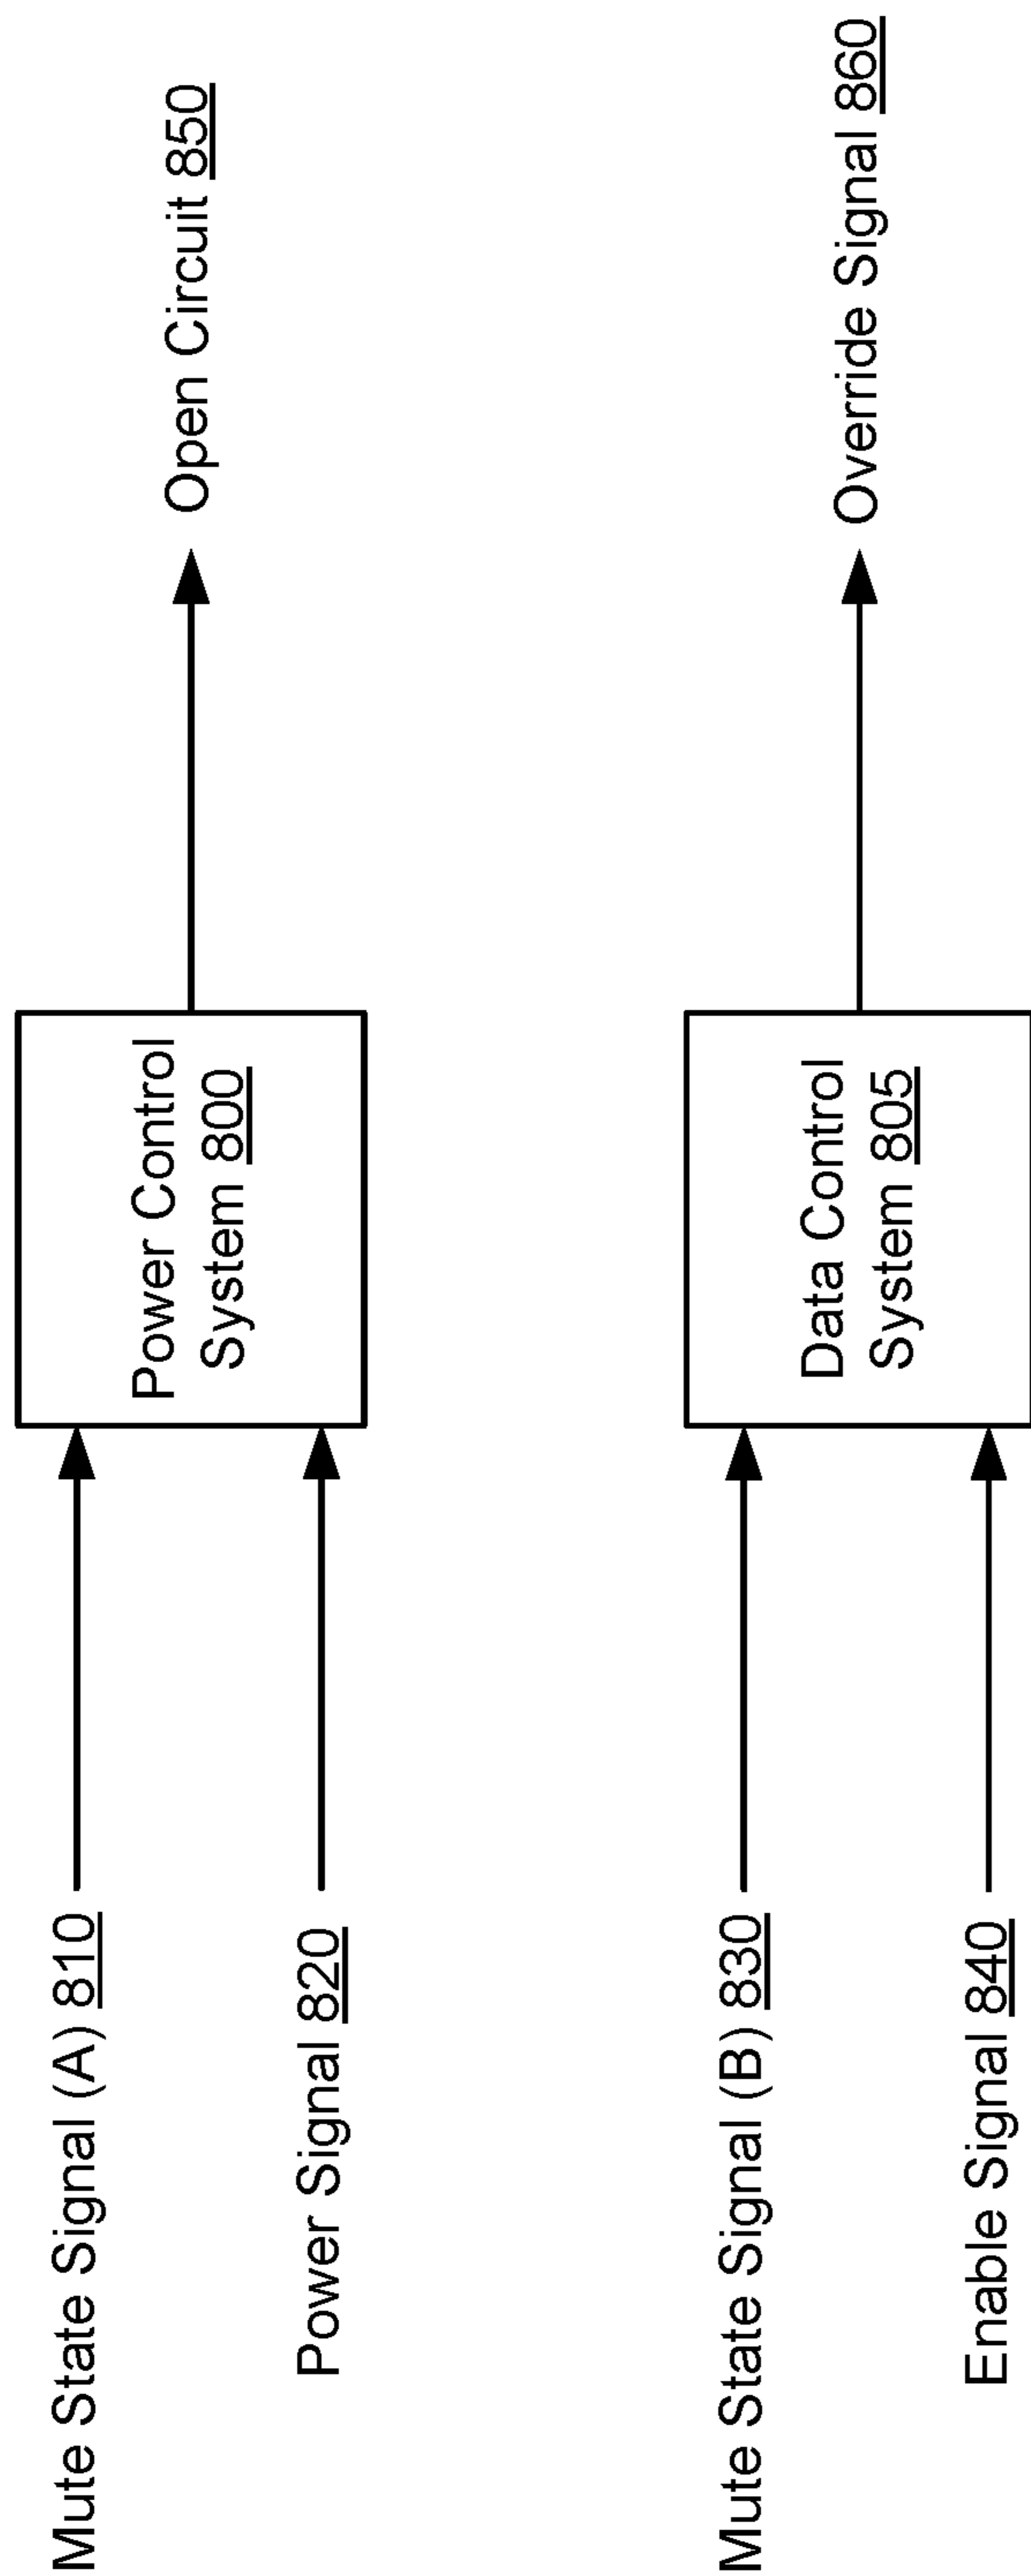 Mute State Signal (A) 810
Power Signal 820
Power Control
System 800
Open Circuit 850
Mute State Signal (B) 830
Enable Signal 840
Data Control
System 805
Override Signal 860